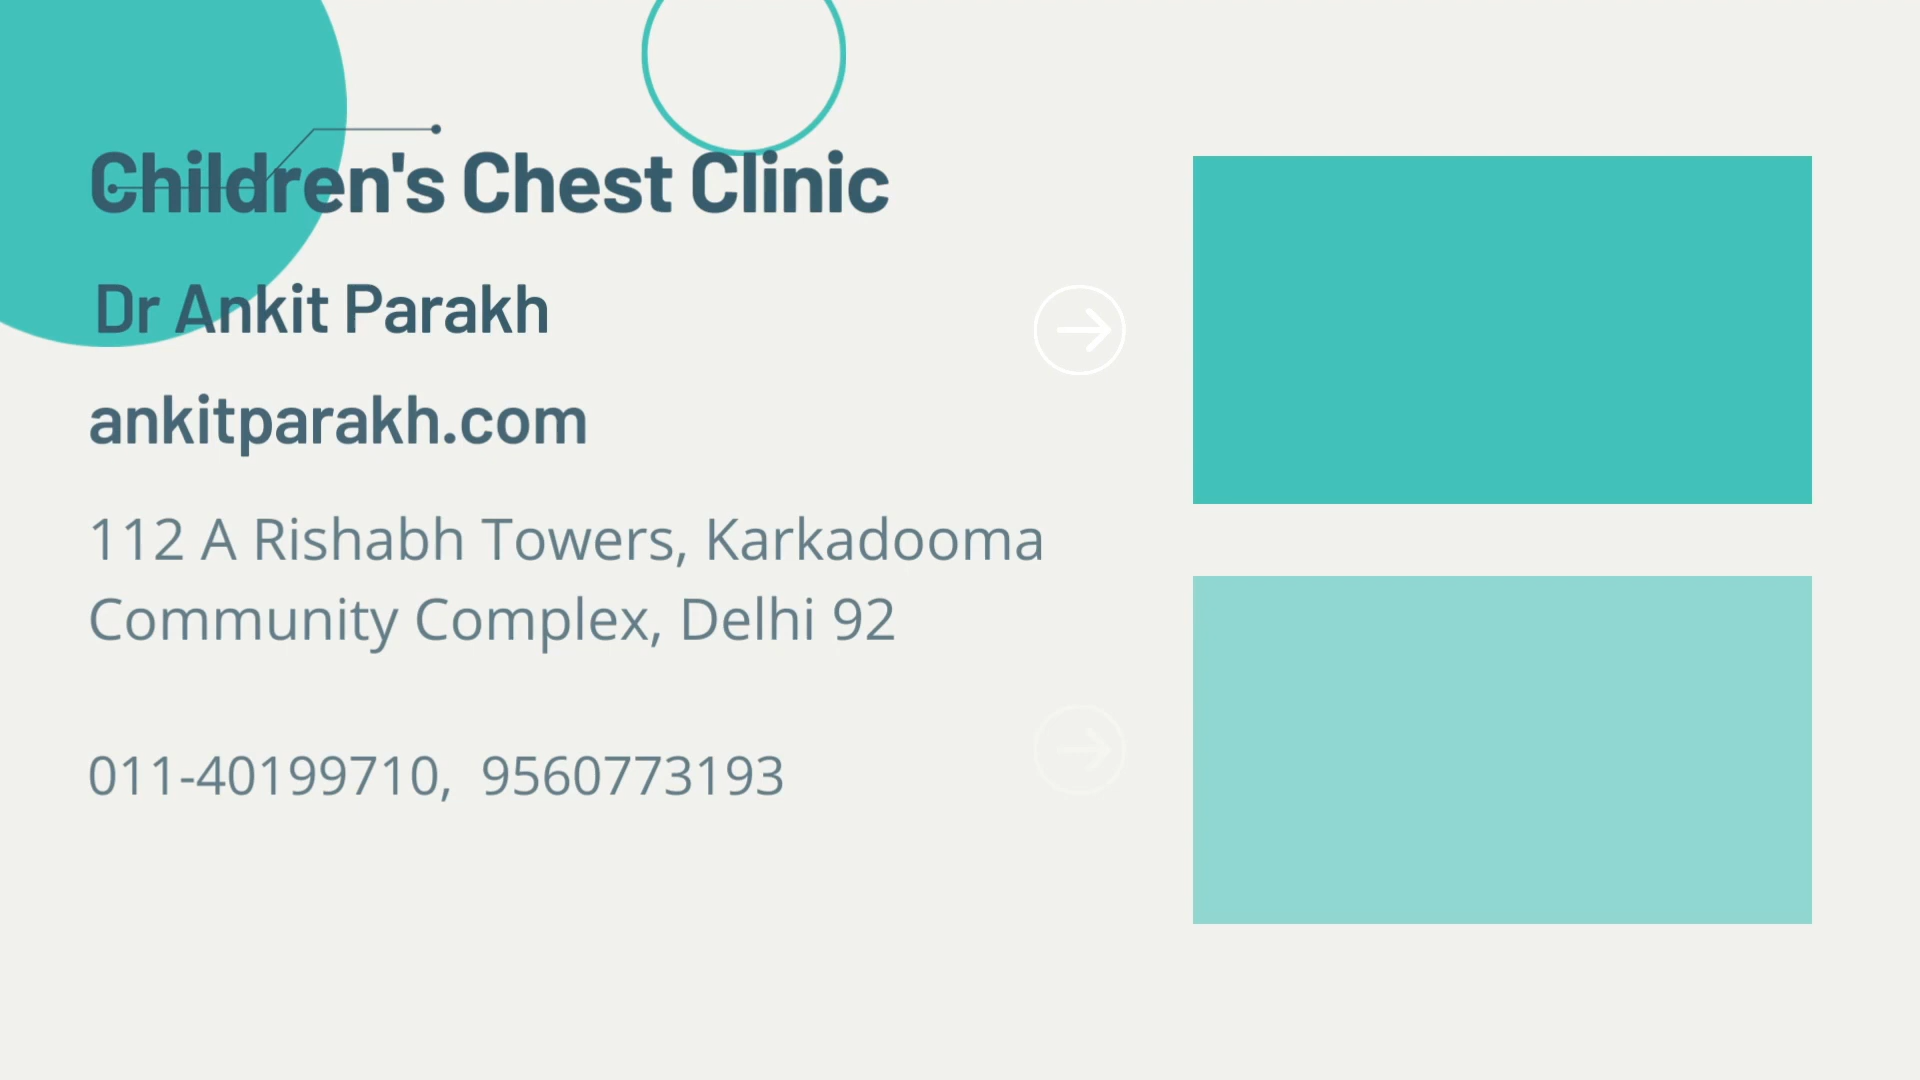 Children's Chest Clinic
Dr Ankit Parakh
ankitparakh.com
112 A Rishabh Towers, Karkadooma
Community Complex, Delhi 92
011-40199710,  9560773193